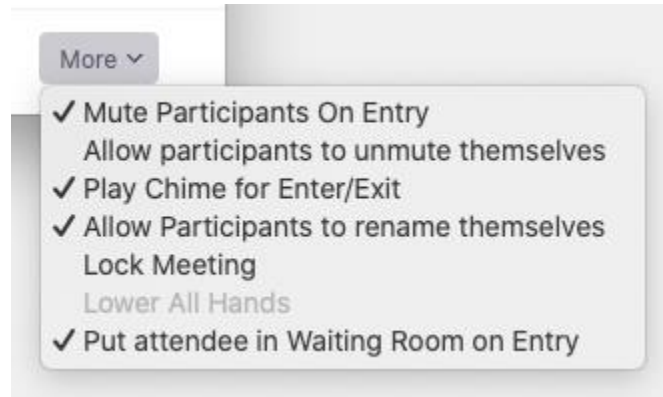 More
✓ Mute Participants On Entry
Allow participants to unmute themselves
✓ Play Chime for Enter/Exit
✓ Allow Participants to rename themselves
Lock Meeting
Lower All Hands
✓ Put attendee in Waiting Room on Entry